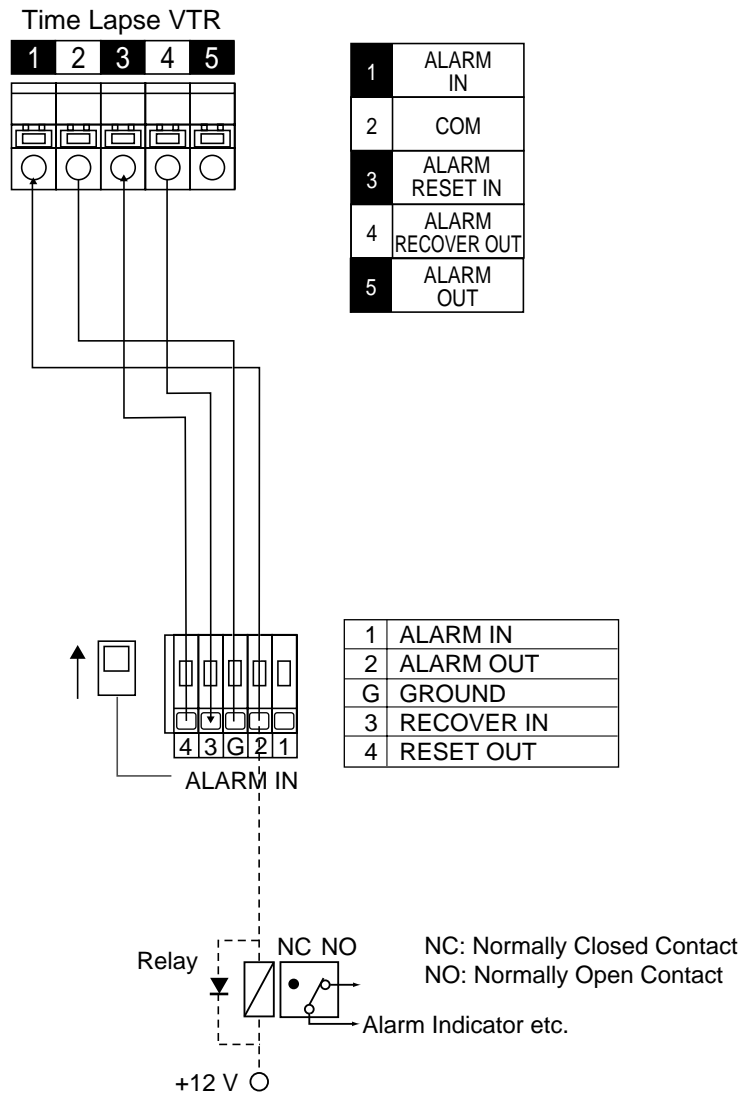 Time Lapse VTR
1 2 3 4 5
1 ALARM
IN
2 COM
3 ALARM
RESET IN
4 ALARM
RECOVER OUT
5 ALARM
OUT
1 ALARM IN
2 ALARM OUT
G GROUND
3 RECOVER IN
4 RESET OUT
4 3 G 2 1
ALARM IN
Relay
NC NO
NC: Normally Closed Contact
NO: Normally Open Contact
Alarm Indicator etc.
+12 V